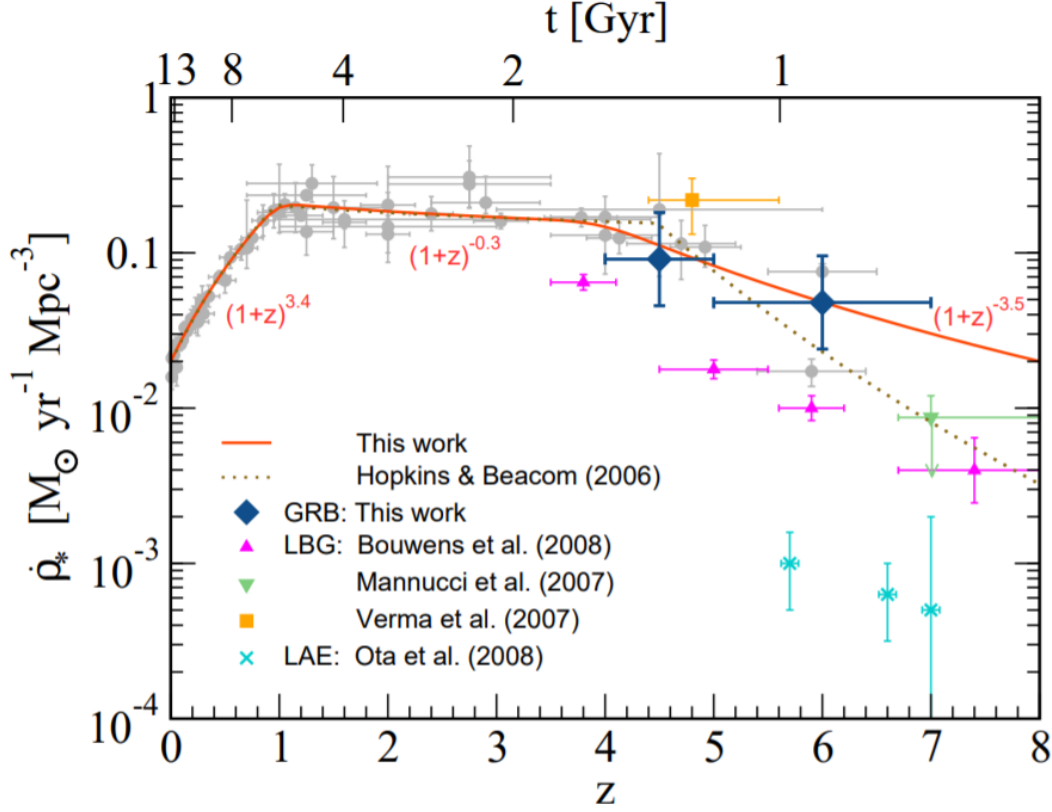 t [Gyr]
13 8 4 2 1
1
0.1
10-2
10-3
10-4
ρ̇* [M⊙ yr-1 Mpc-3]
(1+z)3.4
(1+z)-0.3
(1+z)-3.5
This work
Hopkins & Beacom (2006)
GRB: This work
LBG: Bouwens et al. (2008)
Mannucci et al. (2007)
Verma et al. (2007)
LAE: Ota et al. (2008)
0 1 2 3 4 5 6 7 8
z